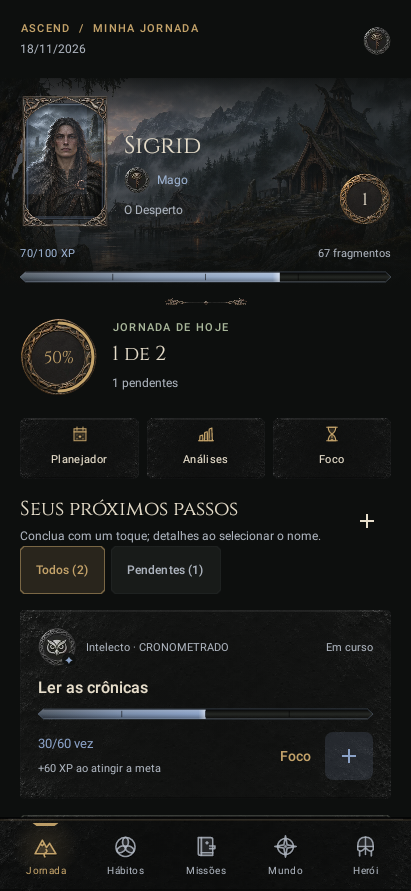 ASCEND / MINHA JORNADA
18/11/2026
Sigrid
Mago
O Desperto
1
70/100 XP
67 fragmentos
JORNADA DE HOJE
50%
1 de 2
1 pendentes
Planejador
Análises
Foco
Seus próximos passos
Conclua com um toque; detalhes ao selecionar o nome.
Todos (2)
Pendentes (1)
Intelecto · CRONOMETRADO
Em curso
Ler as crônicas
30/60 vez
+60 XP ao atingir a meta
Foco
Jornada
Hábitos
Missões
Mundo
Herói